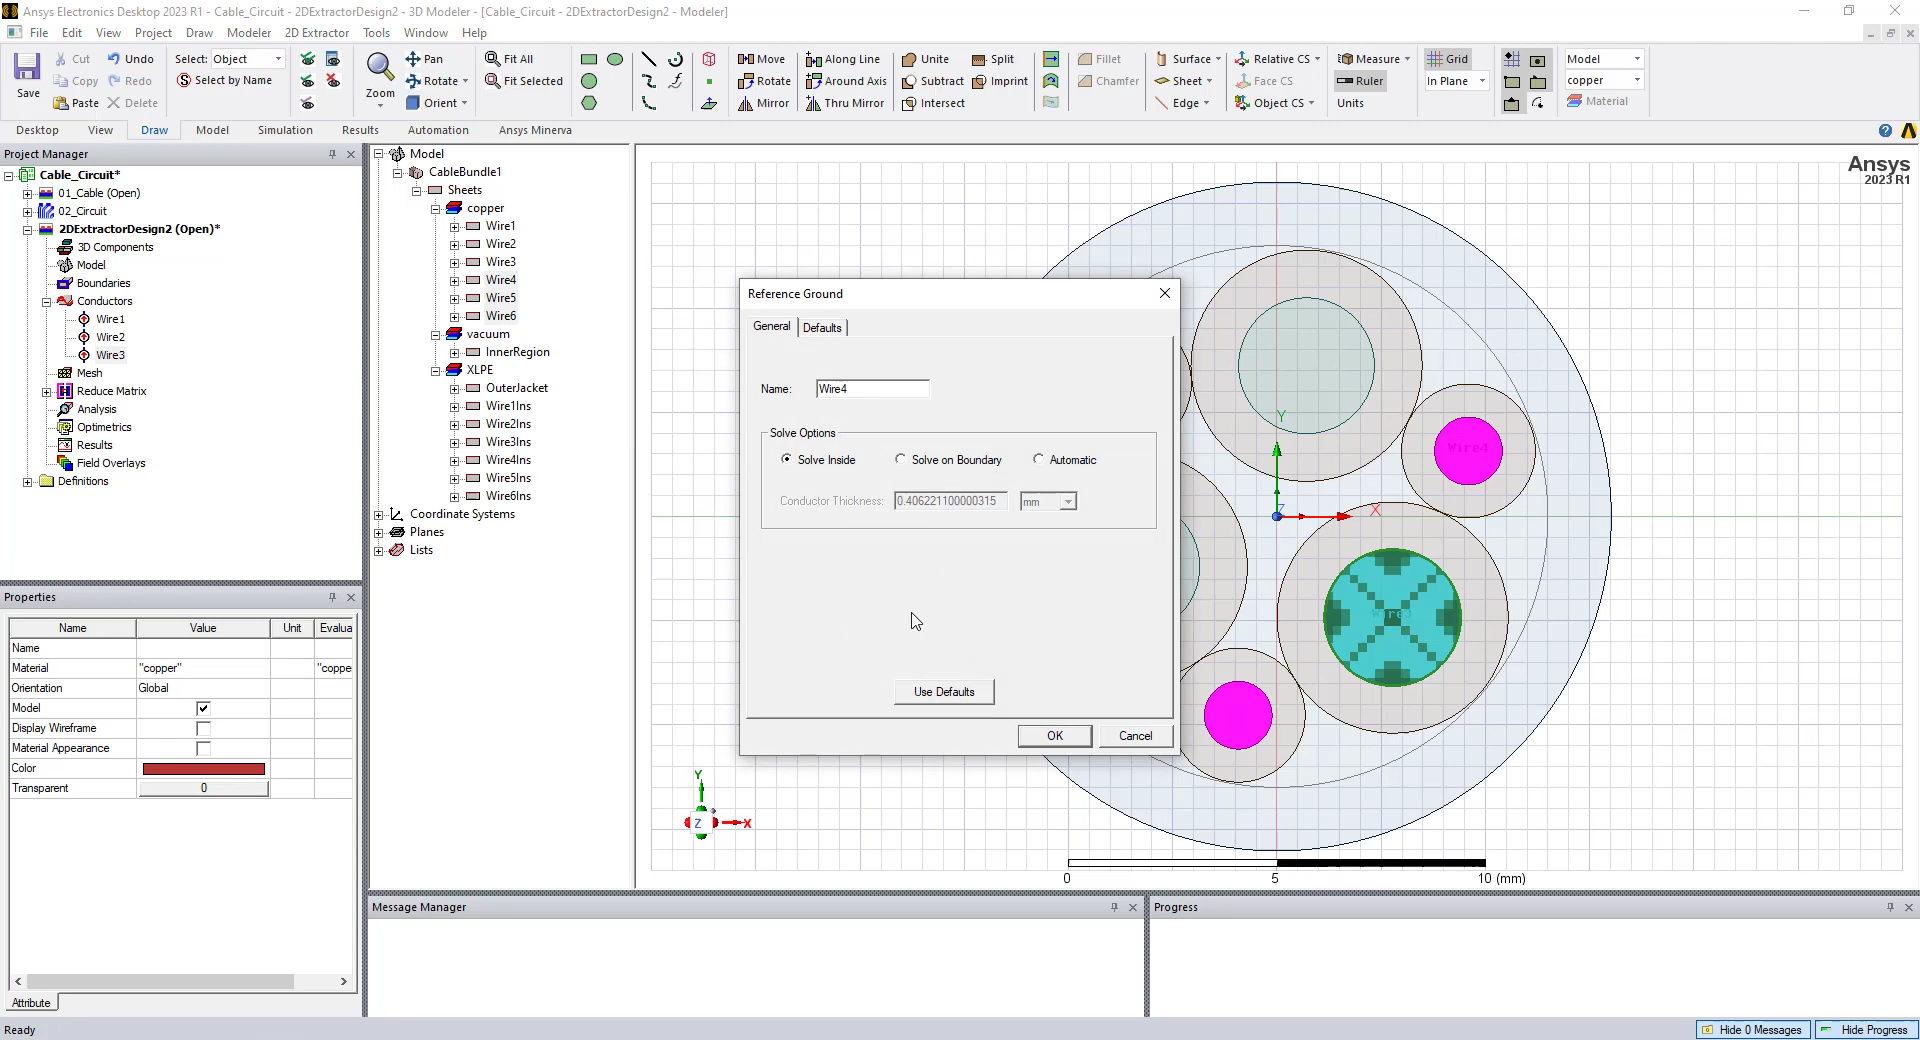 Ansys Electronics Desktop 2023 R1 - Cable_Circuit - 2DExtractorDesign2 - 3D Modeler - [Cable_Circuit - 2DExtractorDesign2 - Modeler]
File Edit View Project Draw Modeler 2D Extractor Tools Window Help
Save
Cut
Copy
Paste
Undo
Redo
Delete
Select: Object
Select by Name
Zoom
Pan
Rotate
Orient
Fit All
Fit Selected
Move
Rotate
Mirror
Along Line
Around Axis
Thru Mirror
Unite
Subtract
Intersect
Split
Imprint
Fillet
Chamfer
Surface
Sheet
Edge
Relative CS
Face CS
Object CS
Measure
Ruler
Units
Grid
In Plane
Model
copper
Material
Desktop View Draw Model Simulation Results Automation Ansys Minerva
Project Manager
Cable_Circuit*
01_Cable (Open)
02_Circuit
2DExtractorDesign2 (Open)*
3D Components
Model
Boundaries
Conductors
Wire1
Wire2
Wire3
Mesh
Reduce Matrix
Analysis
Optimetrics
Results
Field Overlays
Definitions
Model
CableBundle1
Sheets
copper
Wire1
Wire2
Wire3
Wire4
Wire5
Wire6
vacuum
InnerRegion
XLPE
OuterJacket
Wire1Ins
Wire2Ins
Wire3Ins
Wire4Ins
Wire5Ins
Wire6Ins
Coordinate Systems
Planes
Lists
Ansys
2023 R1
Reference Ground
General Defaults
Name: Wire4
Solve Options
Solve Inside Solve on Boundary Automatic
Conductor Thickness: 0.406221100000315 mm
Use Defaults
OK Cancel
Wire4
Y
Z
X
Y
Z
X
0 5 10 (mm)
Properties
Name Value Unit Evalua
Name
Material "copper" "coppe
Orientation Global
Model
Display Wireframe
Material Appearance
Color
Transparent 0
Attribute
Message Manager
Progress
Ready
Hide 0 Messages Hide Progress